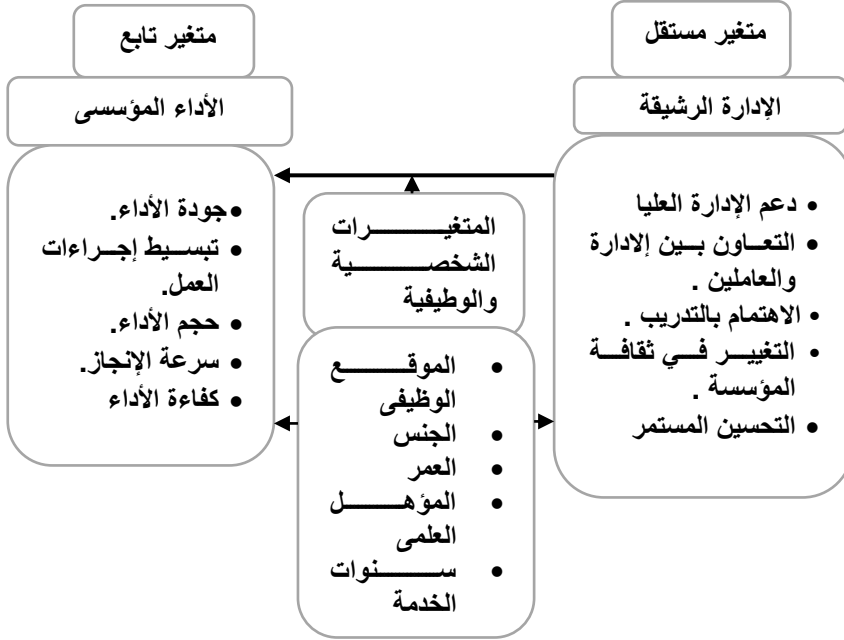 متغير مستقل
الإدارة الرشيقة
• دعم الإدارة العليا
• التعاون بين الإدارة
والعاملين .
• الاهتمام بالتدريب .
• التغيير في ثقافة
المؤسسة .
• التحسين المستمر
المتغيرات
الشخصية
والوظيفية
• الموقع
الوظيفى
• الجنس
• العمر
• المؤهل
العلمى
• سنوات
الخدمة
متغير تابع
الأداء المؤسسى
• جودة الأداء.
• تبسيط إجراءات
العمل.
• حجم الأداء.
• سرعة الإنجاز.
• كفاءة الأداء